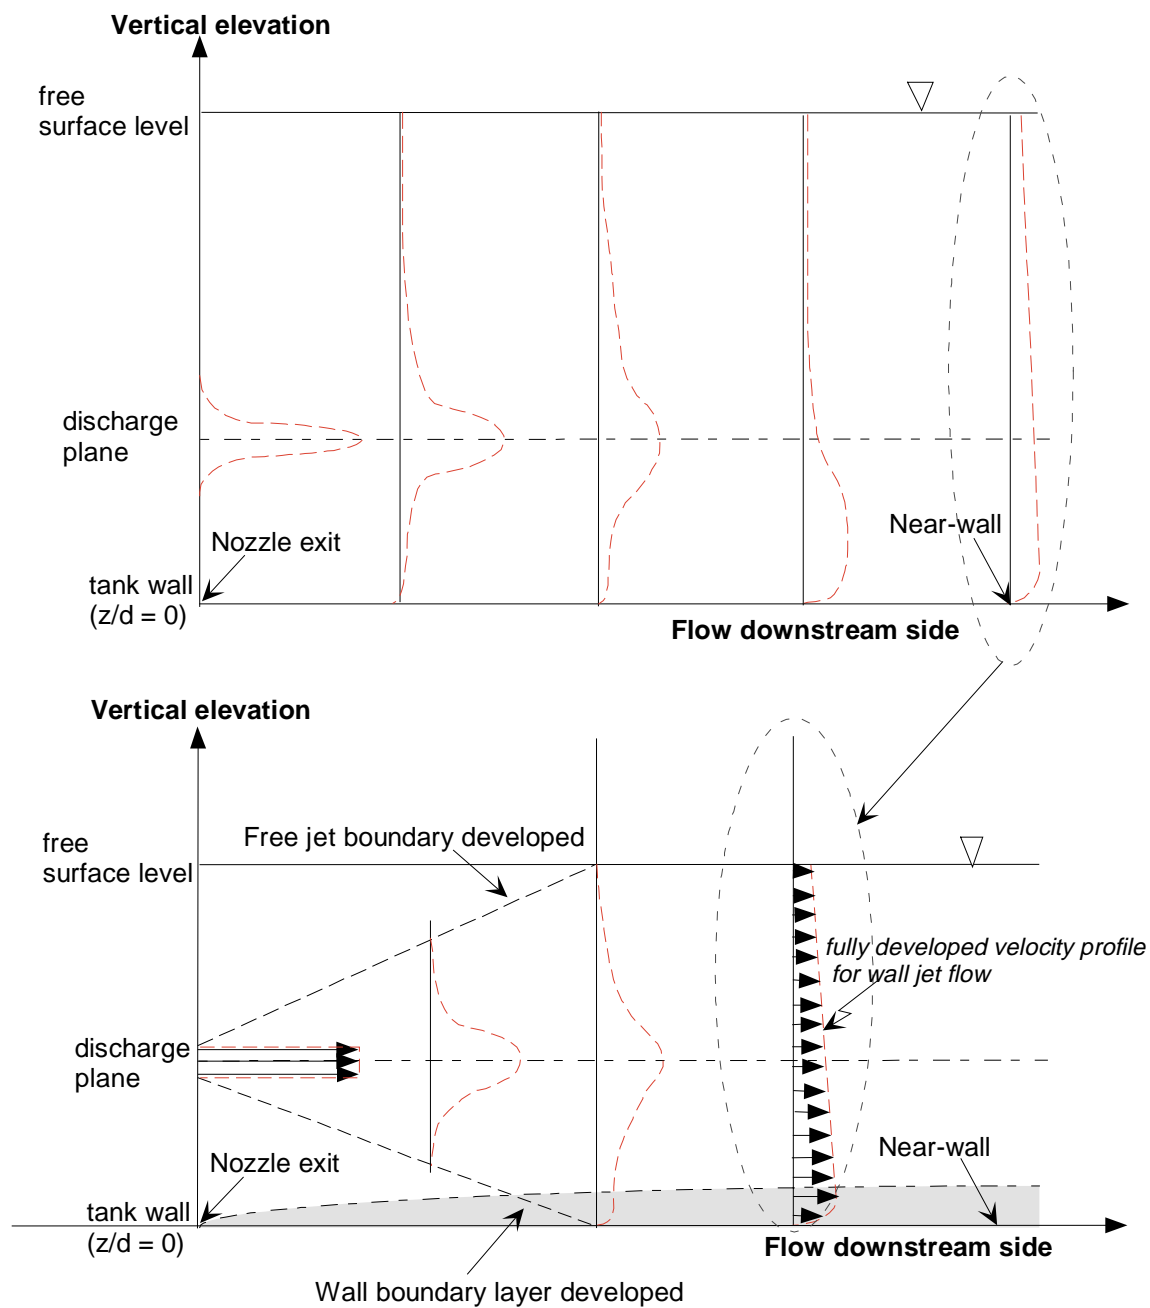 Vertical elevation
free
surface level
discharge
plane
Nozzle exit
Near-wall
tank wall
(z/d = 0)
Flow downstream side
Vertical elevation
Free jet boundary developed
free
surface level
fully developed velocity profile
for wall jet flow
discharge
plane
Nozzle exit
Near-wall
tank wall
(z/d = 0)
Flow downstream side
Wall boundary layer developed